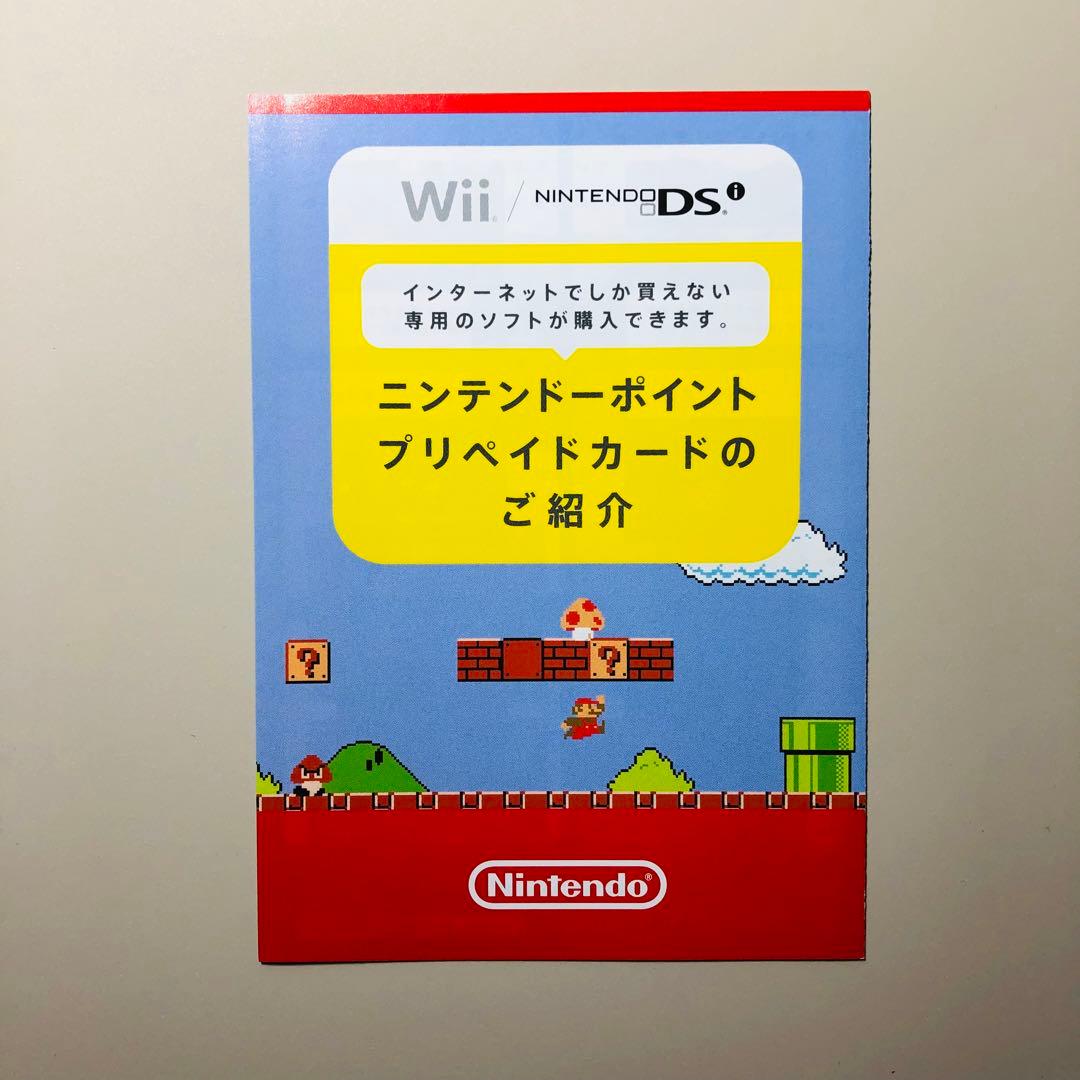 Wii / NINTENDO DSi
インターネットでしか買えない
専用のソフトが購入できます。
ニンテンドーポイント
プリペイドカードの
ご紹介
?
?
Nintendo®